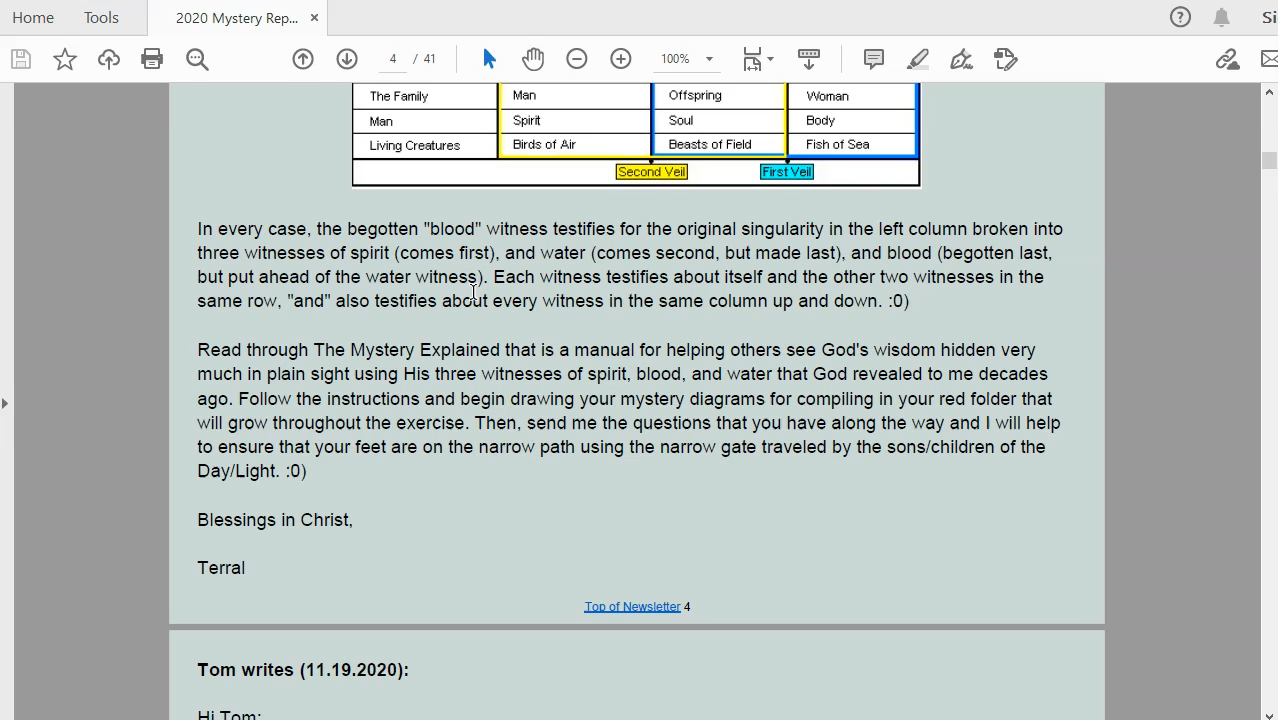 Home Tools 2020 Mystery Rep... × ? Si
4 / 41 100%
The Family Man Offspring Woman
Man Spirit Soul Body
Living Creatures Birds of Air Beasts of Field Fish of Sea
Second Veil First Veil
In every case, the begotten "blood" witness testifies for the original singularity in the left column broken into
three witnesses of spirit (comes first), and water (comes second, but made last), and blood (begotten last,
but put ahead of the water witness). Each witness testifies about itself and the other two witnesses in the
same row, "and" also testifies about every witness in the same column up and down. :0)
Read through The Mystery Explained that is a manual for helping others see God's wisdom hidden very
much in plain sight using His three witnesses of spirit, blood, and water that God revealed to me decades
ago. Follow the instructions and begin drawing your mystery diagrams for compiling in your red folder that
will grow throughout the exercise. Then, send me the questions that you have along the way and I will help
to ensure that your feet are on the narrow path using the narrow gate traveled by the sons/children of the
Day/Light. :0)
Blessings in Christ,
Terral
Top of Newsletter 4
Tom writes (11.19.2020):
Hi Tom: